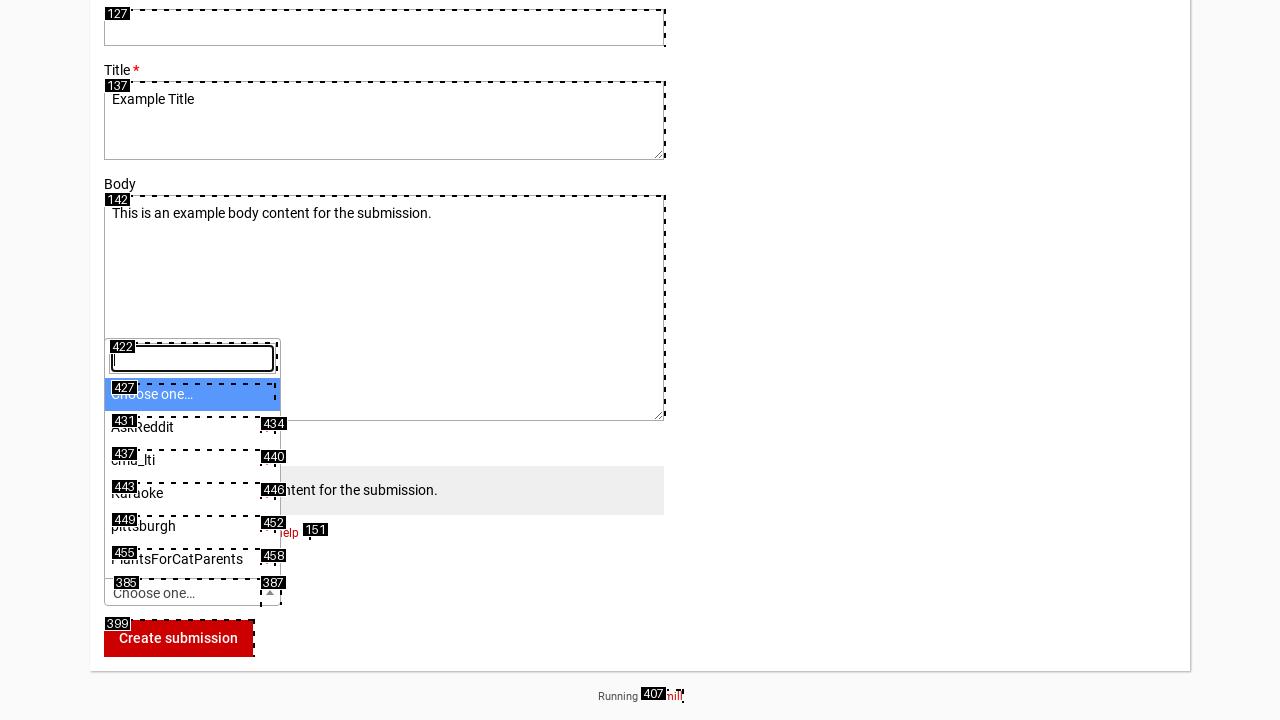 127
Title *
137
Example Title
Body
142
This is an example body content for the submission.
422
427
Choose one…
431
AskReddit
434
437
cmu_lti
440
443
Karaoke
446
ntent for the submission.
449
pittsburgh
452
help
151
455
PlantsForCatParents
458
385
387
Choose one…
399
Create submission
Running
407
mill